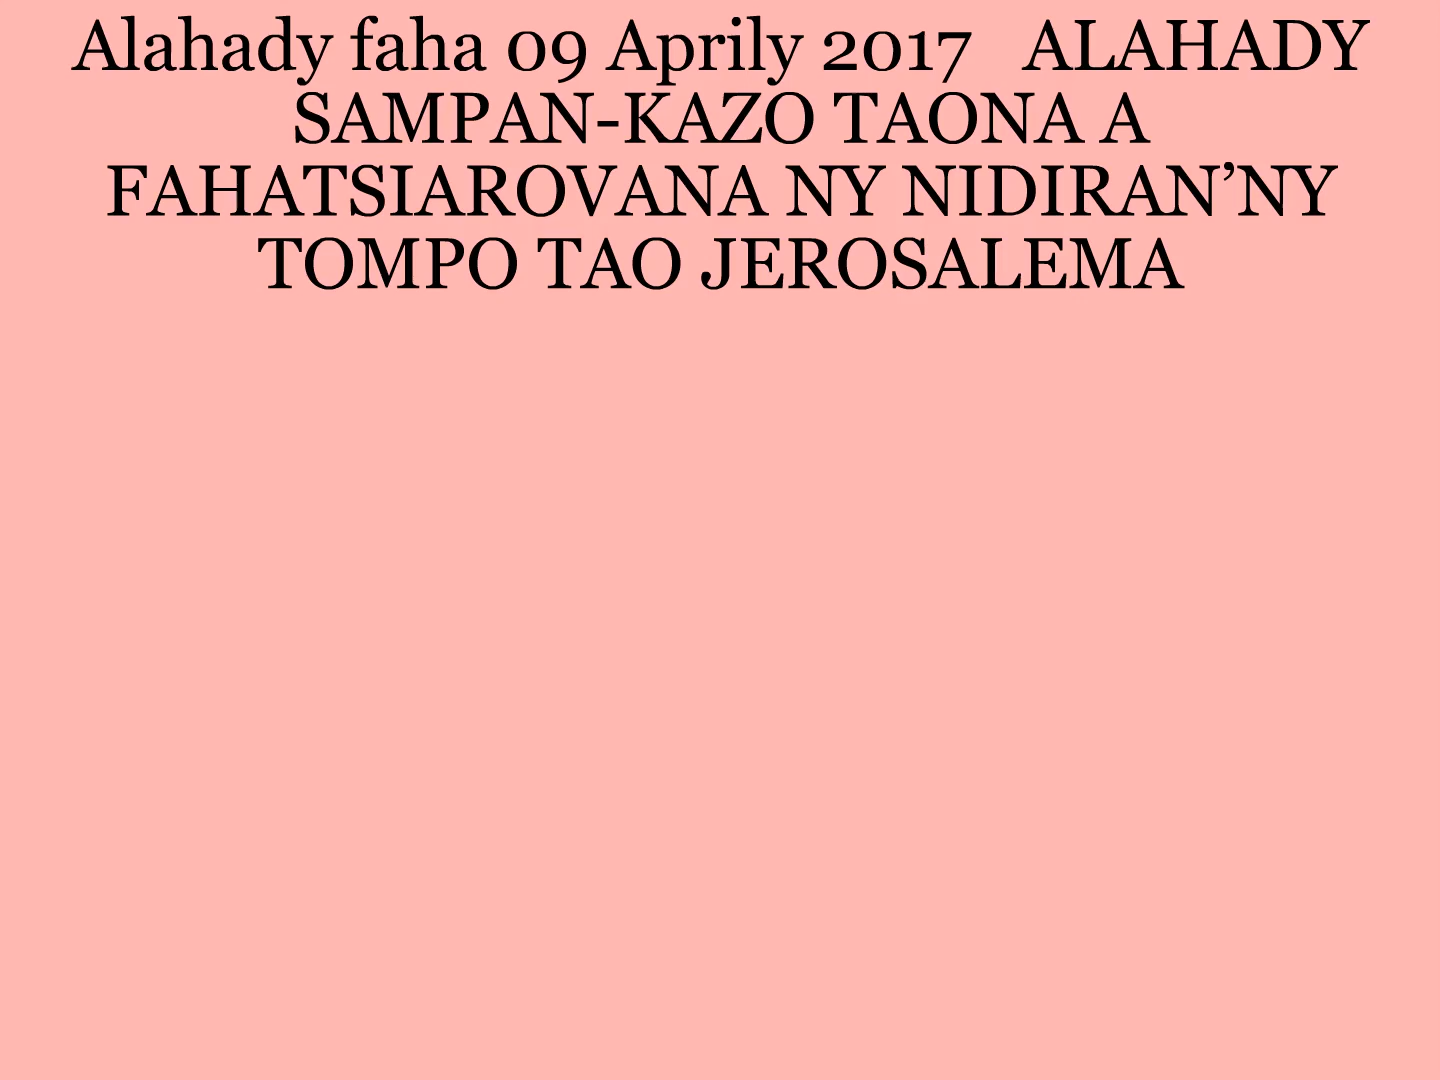 Alahady faha 09 Aprily 2017   ALAHADY
SAMPAN-KAZO TAONA A
FAHATSIAROVANA NY NIDIRAN’NY
TOMPO TAO JEROSALEMA